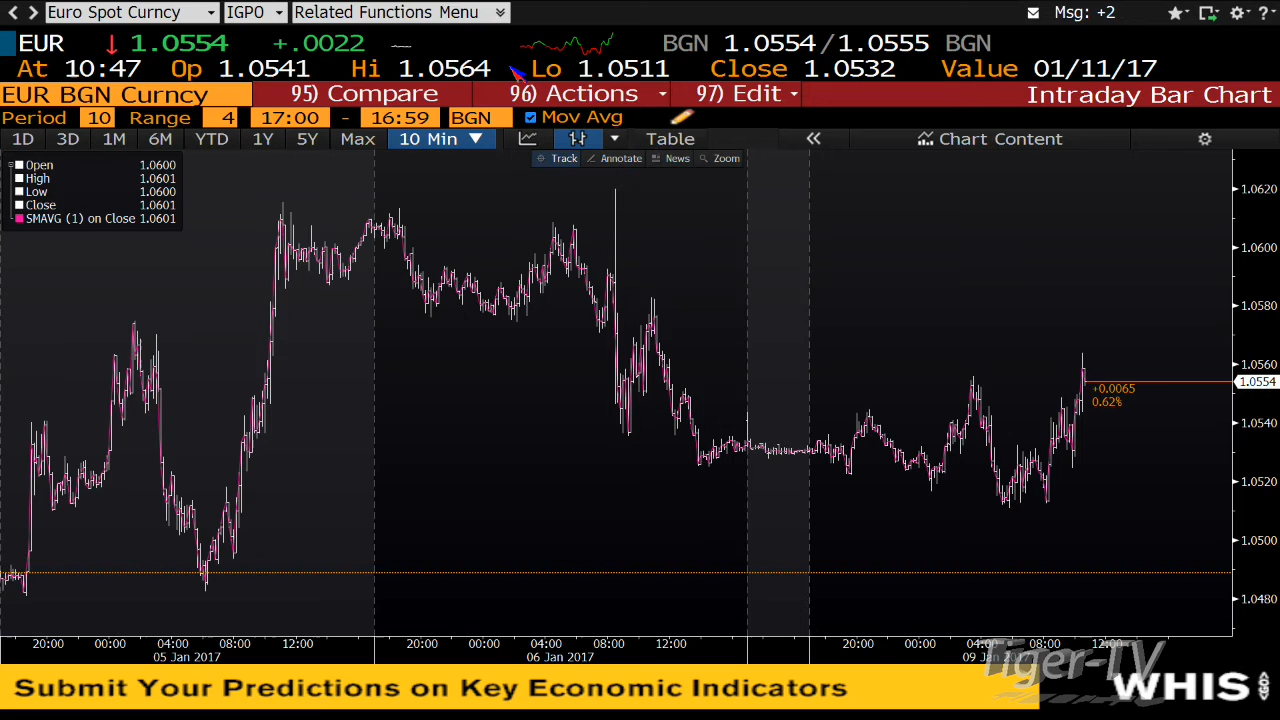 Euro Spot Curncy IGPO Related Functions Menu Msg: +2 ?
EUR ↓ 1.0554 +.0022 BGN 1.0554/1.0555 BGN
At 10:47 Op 1.0541 Hi 1.0564 Lo 1.0511 Close 1.0532 Value 01/11/17
EUR BGN Curncy 95) Compare 96) Actions 97) Edit Intraday Bar Chart
Period 10 Range 4 17:00 - 16:59 BGN Mov Avg
1D 3D 1M 6M YTD 1Y 5Y Max 10 Min ▼ Table Chart Content
Track Annotate News Zoom
Open 1.0600
High 1.0601
Low 1.0600
Close 1.0601
SMAVG (1) on Close 1.0601
1.0620
1.0600
1.0580
1.0560
1.0554
+0.0065
0.62%
1.0540
1.0520
1.0500
1.0480
20:00 00:00 04:00 08:00 12:00 20:00 00:00 04:00 08:00 12:00 20:00 00:00 04:00 08:00 12:00
05 Jan 2017 06 Jan 2017 09 Jan 2017
Tiger-TV
Submit Your Predictions on Key Economic Indicators WHIS <GO>